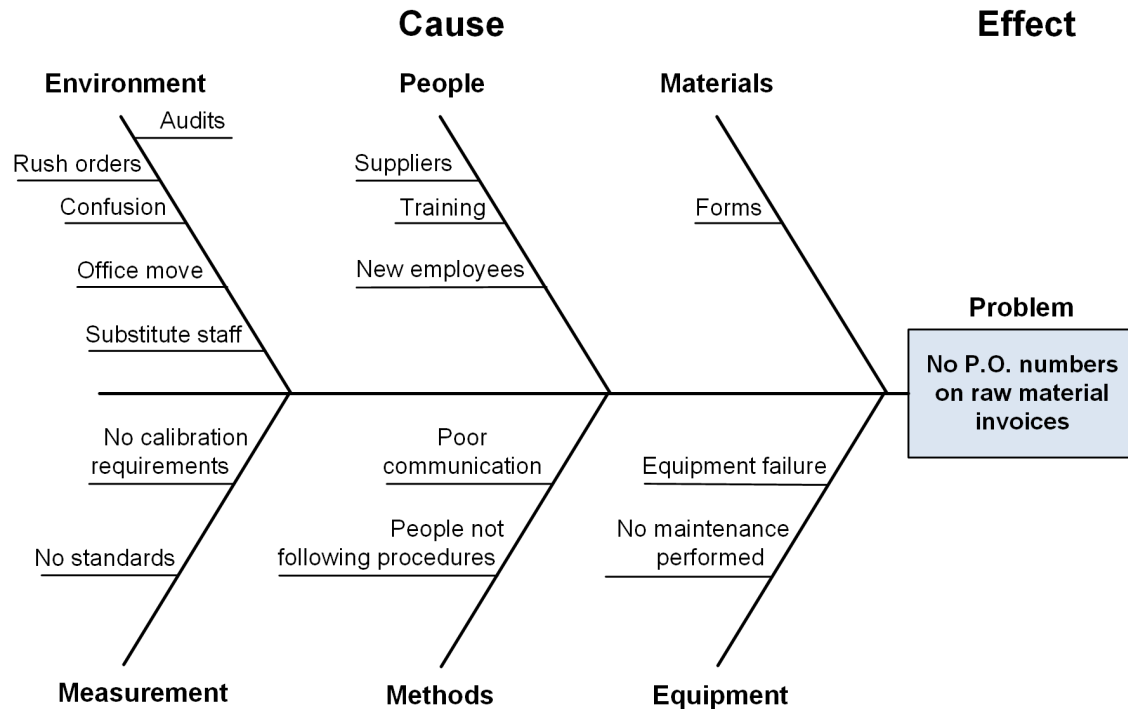 Cause
Effect
Environment
People
Materials
Audits
Rush orders
Confusion
Office move
Substitute staff
Suppliers
Training
New employees
Forms
Problem
No P.O. numbers
on raw material
invoices
No calibration
requirements
No standards
Poor
communication
People not
following procedures
Equipment failure
No maintenance
performed
Measurement
Methods
Equipment